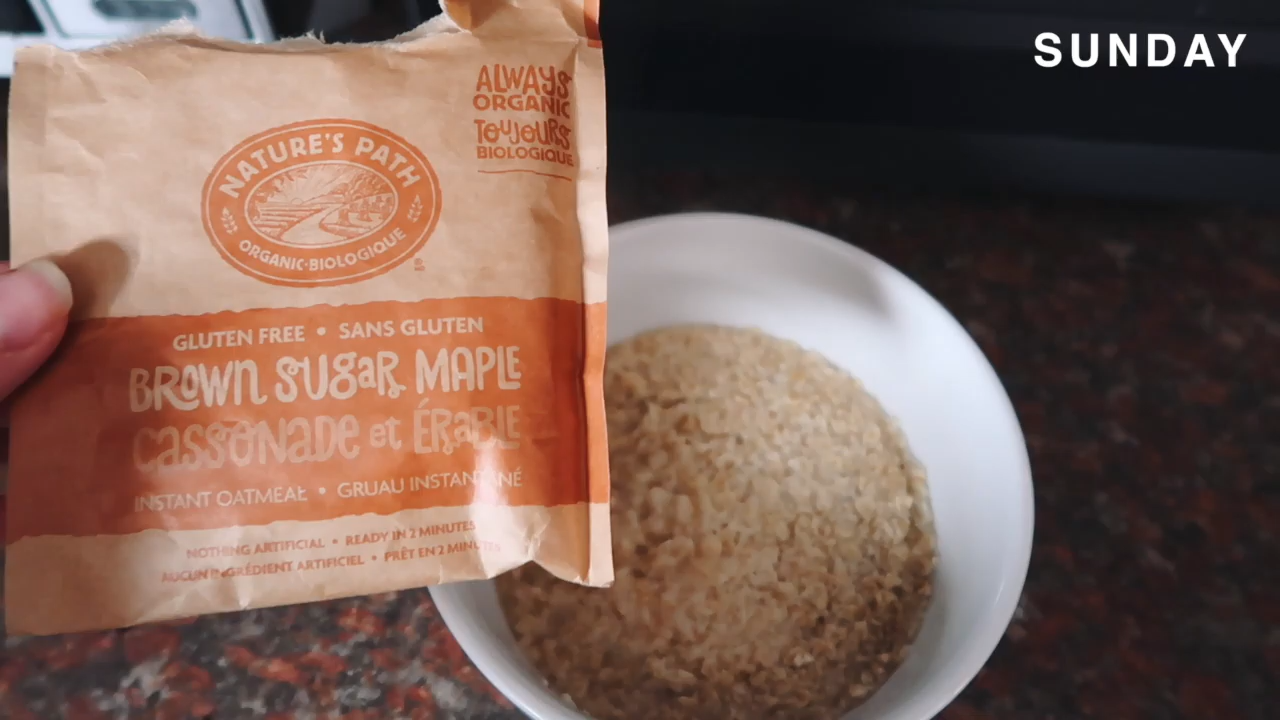 SUNDAY
ALWAYS
ORGANIC
TOUJOURS
BIOLOGIQUE
NATURE'S PATH
ORGANIC·BIOLOGIQUE
GLUTEN FREE • SANS GLUTEN
BROWN SUGAR MAPLE
CASSONADE et ÉRABLE
INSTANT OATMEAL • GRUAU INSTANTANÉ
NOTHING ARTIFICIAL • READY IN 2 MINUTES
AUCUN INGRÉDIENT ARTIFICIEL • PRÊT EN 2 MINUTES